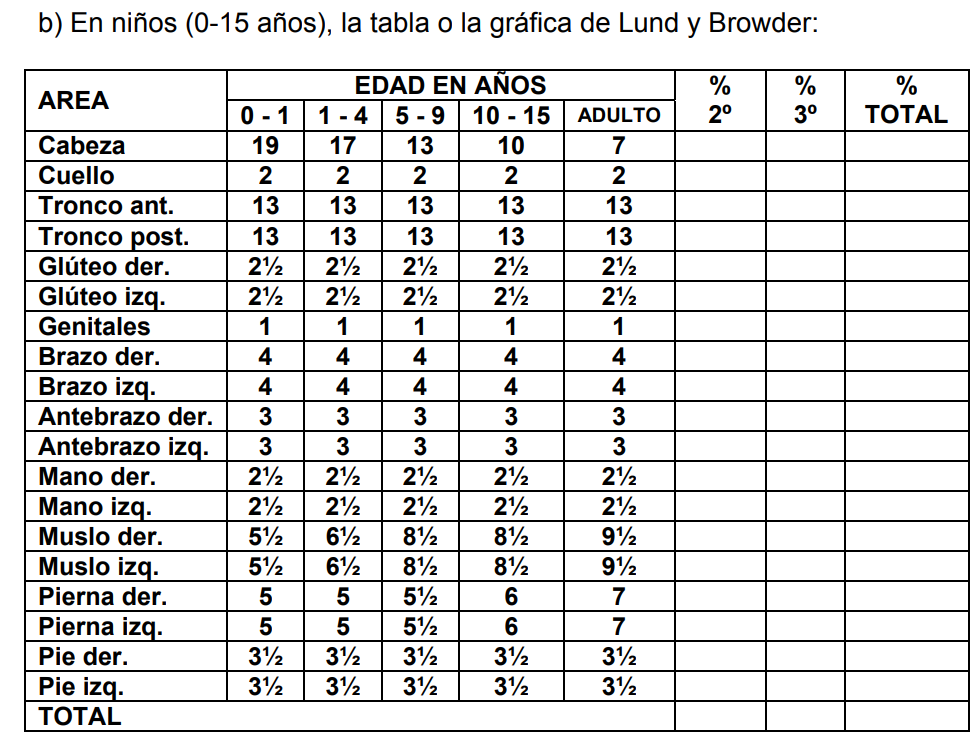 b) En niños (0-15 años), la tabla o la gráfica de Lund y Browder:
AREA EDAD EN AÑOS % 2º % 3º % TOTAL
0 - 1 1 - 4 5 - 9 10 - 15 ADULTO
Cabeza 19 17 13 10 7
Cuello 2 2 2 2 2
Tronco ant. 13 13 13 13 13
Tronco post. 13 13 13 13 13
Glúteo der. 2½ 2½ 2½ 2½ 2½
Glúteo izq. 2½ 2½ 2½ 2½ 2½
Genitales 1 1 1 1 1
Brazo der. 4 4 4 4 4
Brazo izq. 4 4 4 4 4
Antebrazo der. 3 3 3 3 3
Antebrazo izq. 3 3 3 3 3
Mano der. 2½ 2½ 2½ 2½ 2½
Mano izq. 2½ 2½ 2½ 2½ 2½
Muslo der. 5½ 6½ 8½ 8½ 9½
Muslo izq. 5½ 6½ 8½ 8½ 9½
Pierna der. 5 5 5½ 6 7
Pierna izq. 5 5 5½ 6 7
Pie der. 3½ 3½ 3½ 3½ 3½
Pie izq. 3½ 3½ 3½ 3½ 3½
TOTAL